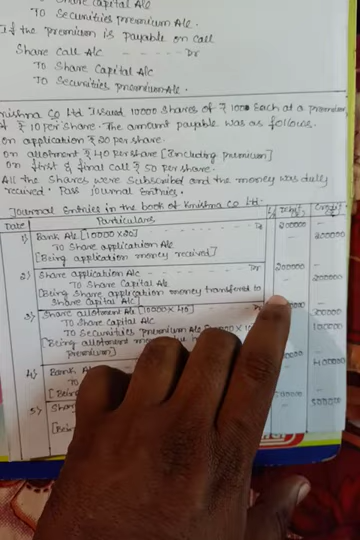 To Share capital A/c
To Securities premium A/c.
If the premium is payable on call
Share Call A/c - - - - - - Dr
To Share Capital A/c
To Securities premium A/c.
Krishna Co Ltd. Issued 10000 shares of ₹ 100 each at a premium
of ₹ 10 per share. The amount payable was as follows.
On application ₹ 20 per share.
On allotment ₹ 40 per share [Including premium]
On first & final call ₹ 50 per share.
All the shares were subscribed and the money was duly
received. Pass journal entries.
Journal Entries in the book of Krishna Co Ltd.
Date Particulars L/F Debit Credit
1) Bank A/c [10000 x 20] - - - Dr 200000
To Share application A/c 200000
[Being application money received]
2) Share application A/c - - - Dr 200000
To Share Capital A/c 200000
[Being share application money transferred to
Share capital A/c]
3) Share allotment A/c [10000 x 40] Dr
To Share Capital A/c
To Securities premium A/c 100000
[Being allotment
premium]
4) Bank A/c
To 400000
[Being
5) Shar
500000
[Being